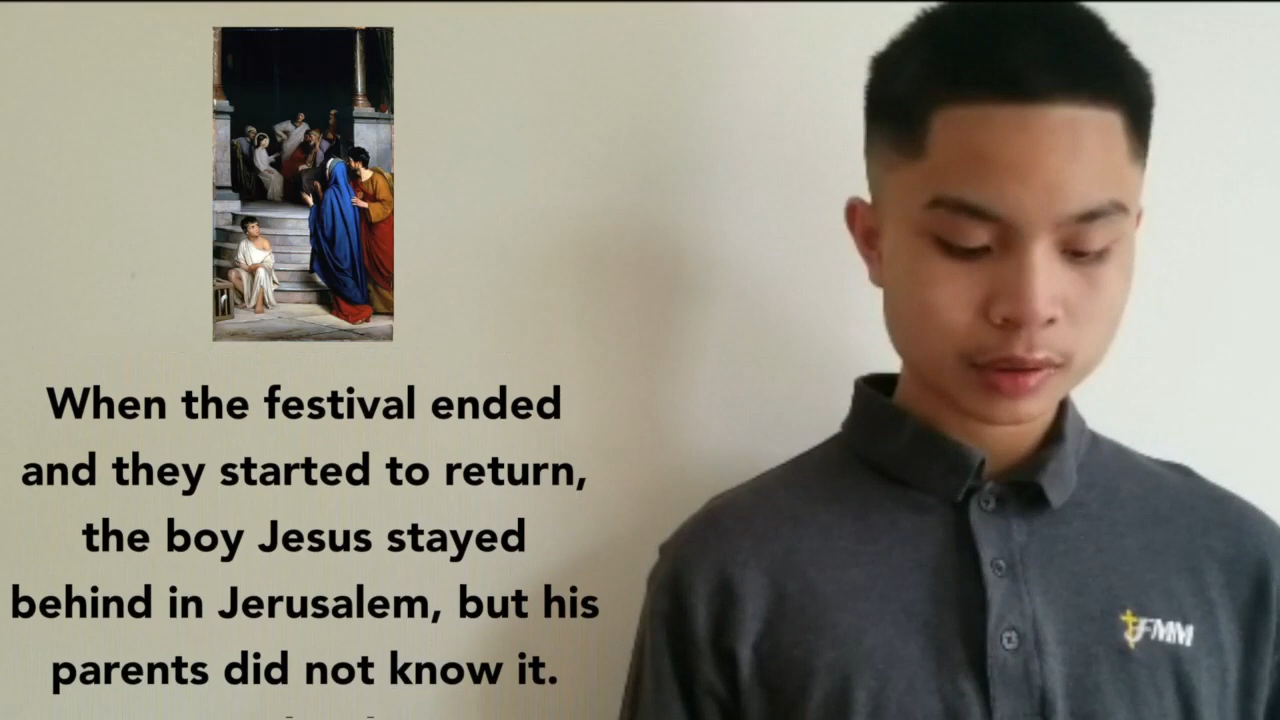 When the festival ended
and they started to return,
the boy Jesus stayed
behind in Jerusalem, but his
parents did not know it.
FMM